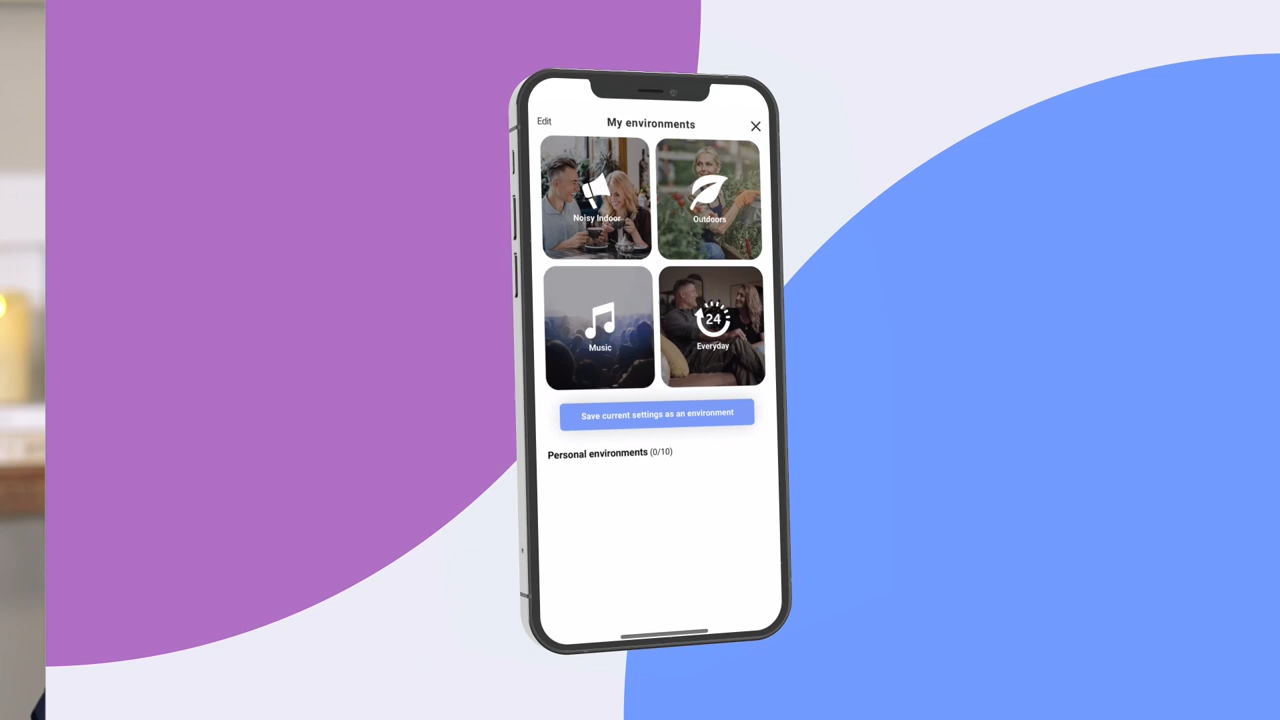 Edit
My environments
Noisy Indoor
Outdoors
Music
24
Everyday
Save current settings as an environment
Personal environments (0/10)